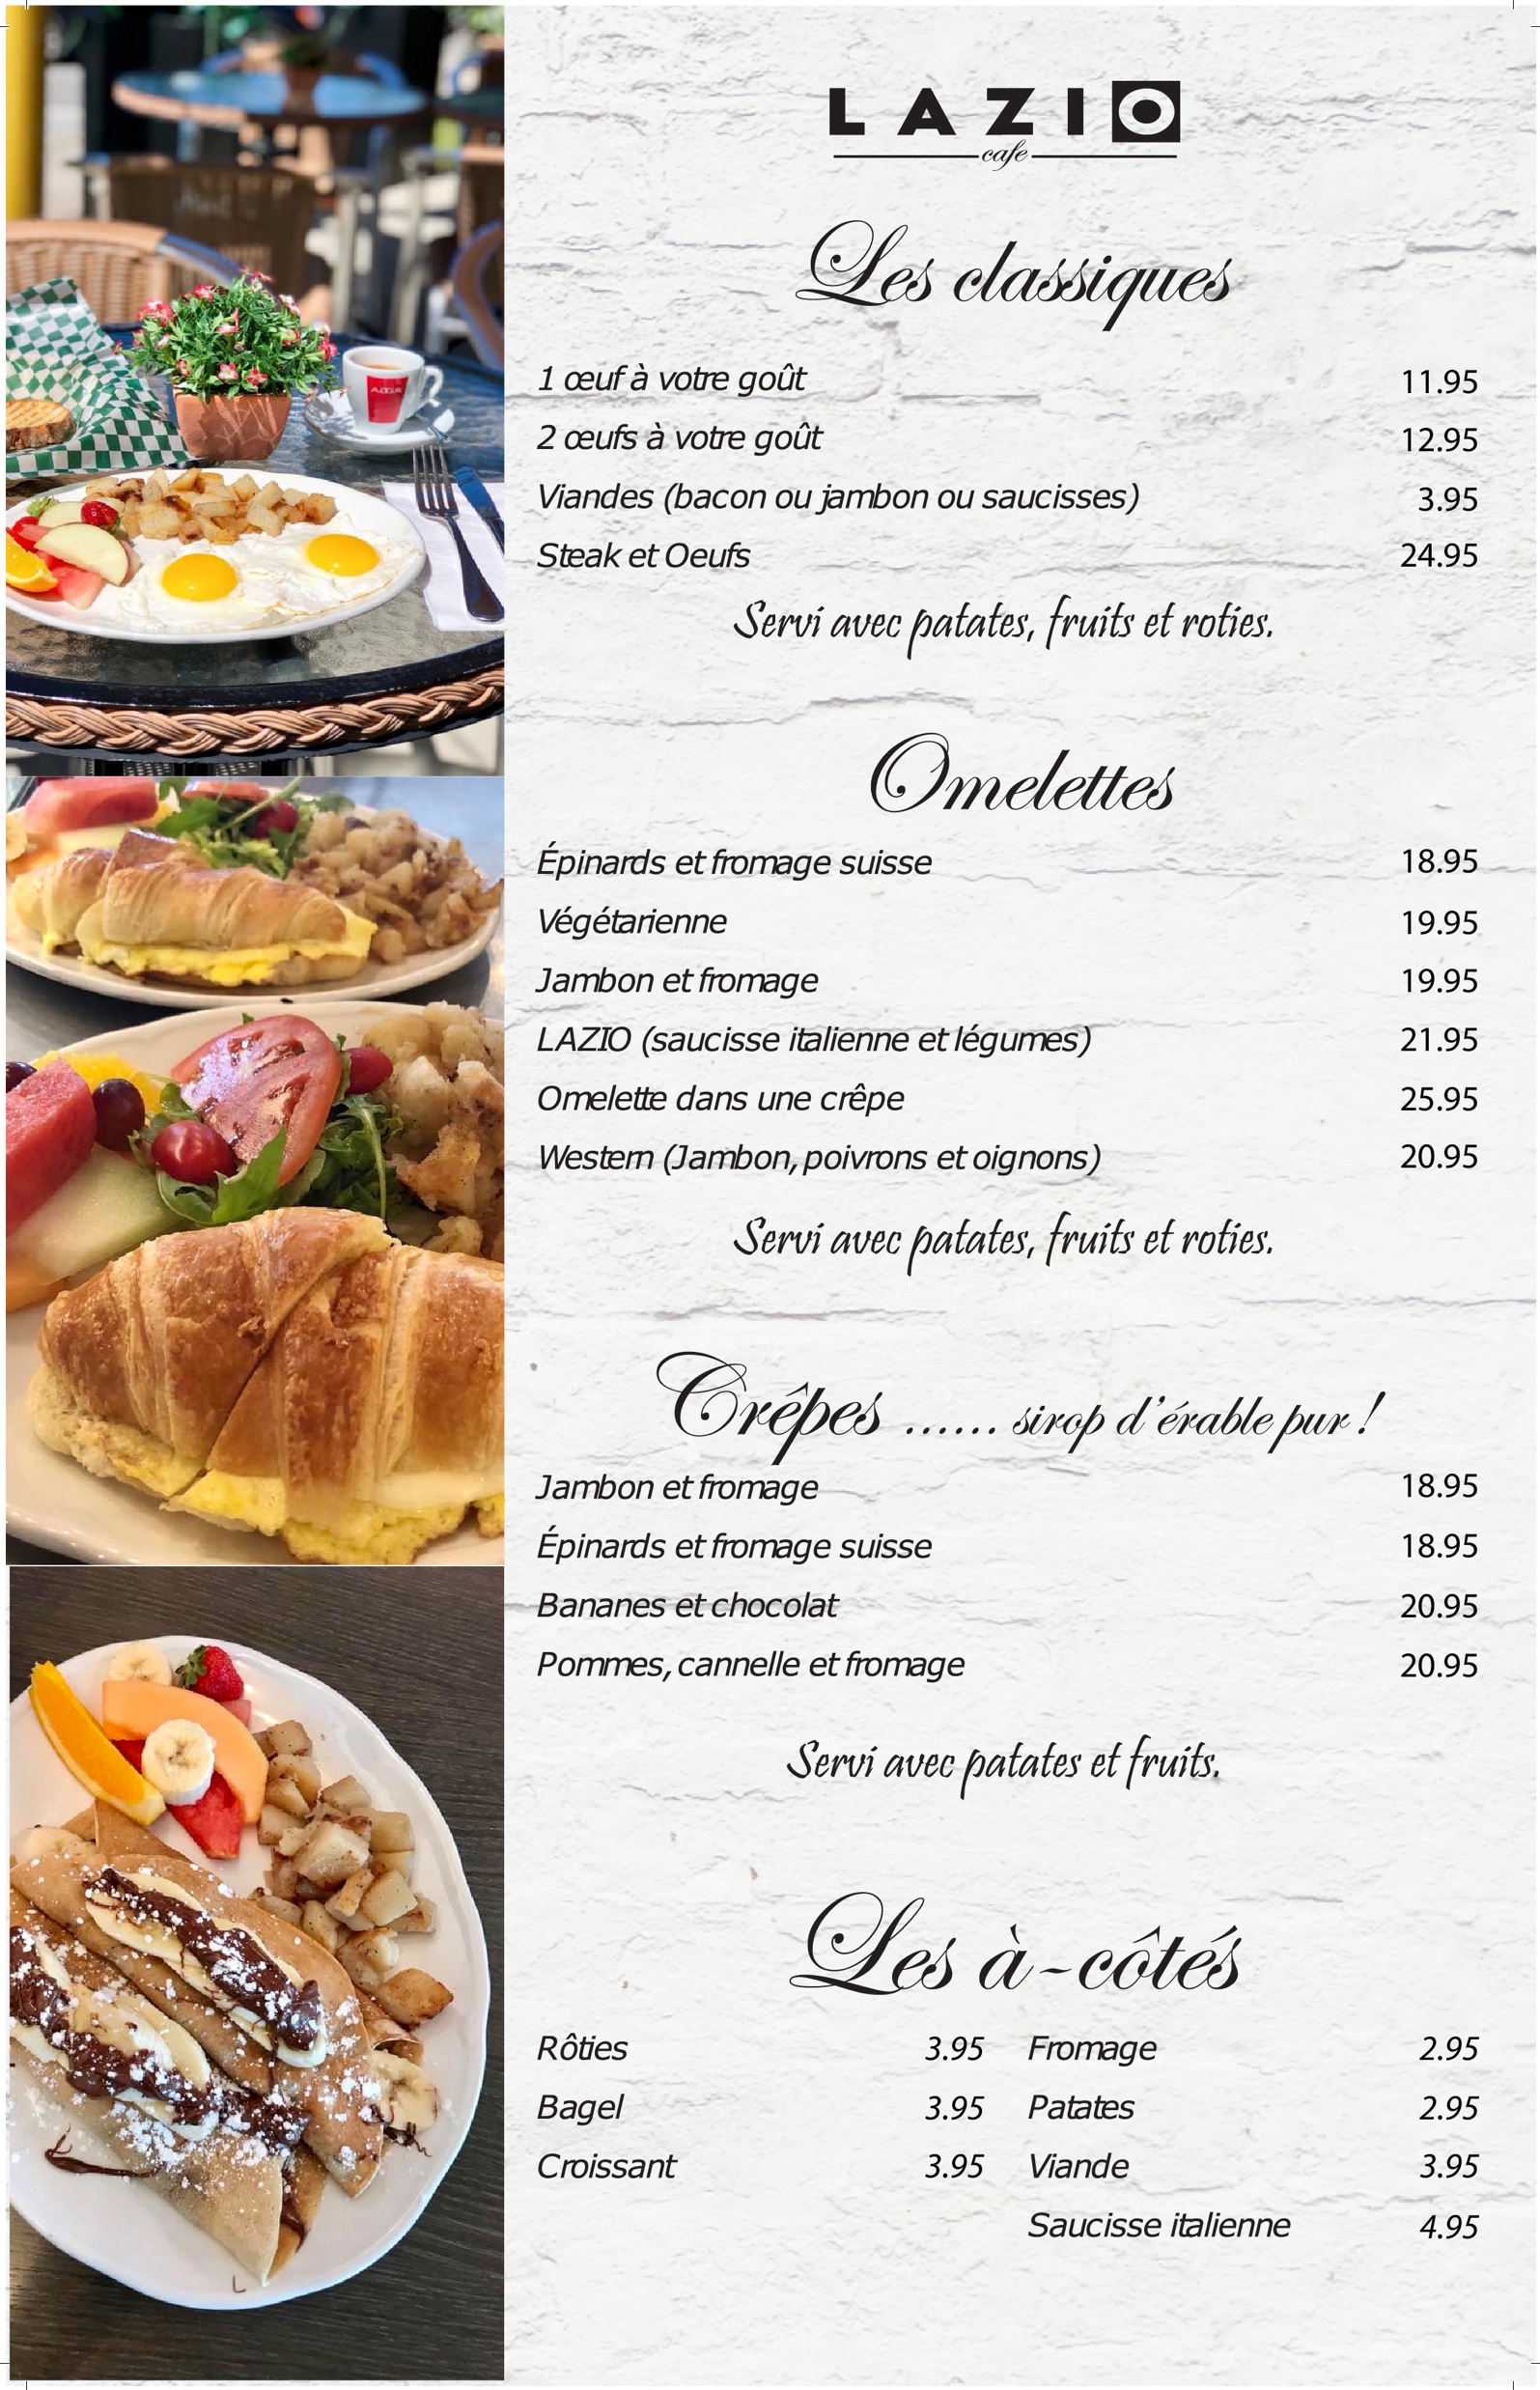 LAZIO
cafe
Les classiques
1 œuf à votre goût 11.95
2 œufs à votre goût 12.95
Viandes (bacon ou jambon ou saucisses) 3.95
Steak et Oeufs 24.95
Servi avec patates, fruits et roties.
Omelettes
Épinards et fromage suisse 18.95
Végétarienne 19.95
Jambon et fromage 19.95
LAZIO (saucisse italienne et légumes) 21.95
Omelette dans une crêpe 25.95
Western (Jambon, poivrons et oignons) 20.95
Servi avec patates, fruits et roties.
Crêpes ...... sirop d'érable pur !
Jambon et fromage 18.95
Épinards et fromage suisse 18.95
Bananes et chocolat 20.95
Pommes, cannelle et fromage 20.95
Servi avec patates et fruits.
Les à-côtés
Rôties 3.95 Fromage 2.95
Bagel 3.95 Patates 2.95
Croissant 3.95 Viande 3.95
Saucisse italienne 4.95